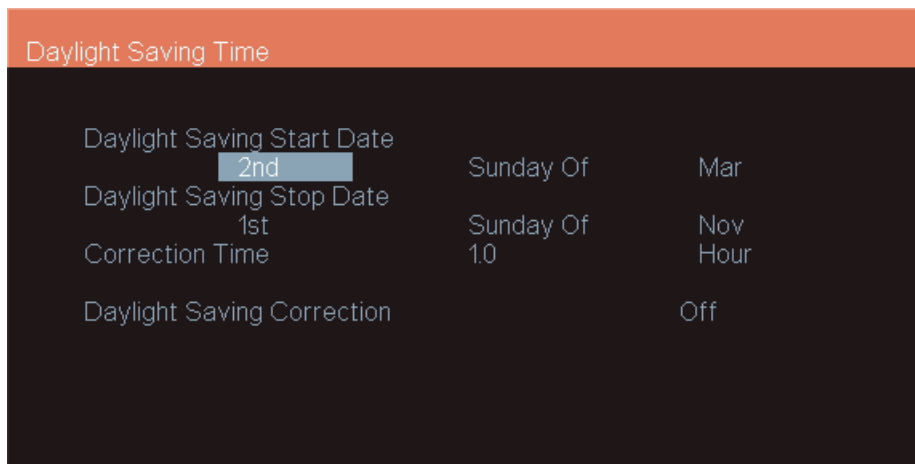 Daylight Saving Time
Daylight Saving Start Date
2nd Sunday Of Mar
Daylight Saving Stop Date
1st Sunday Of Nov
Correction Time 1.0 Hour
Daylight Saving Correction Off